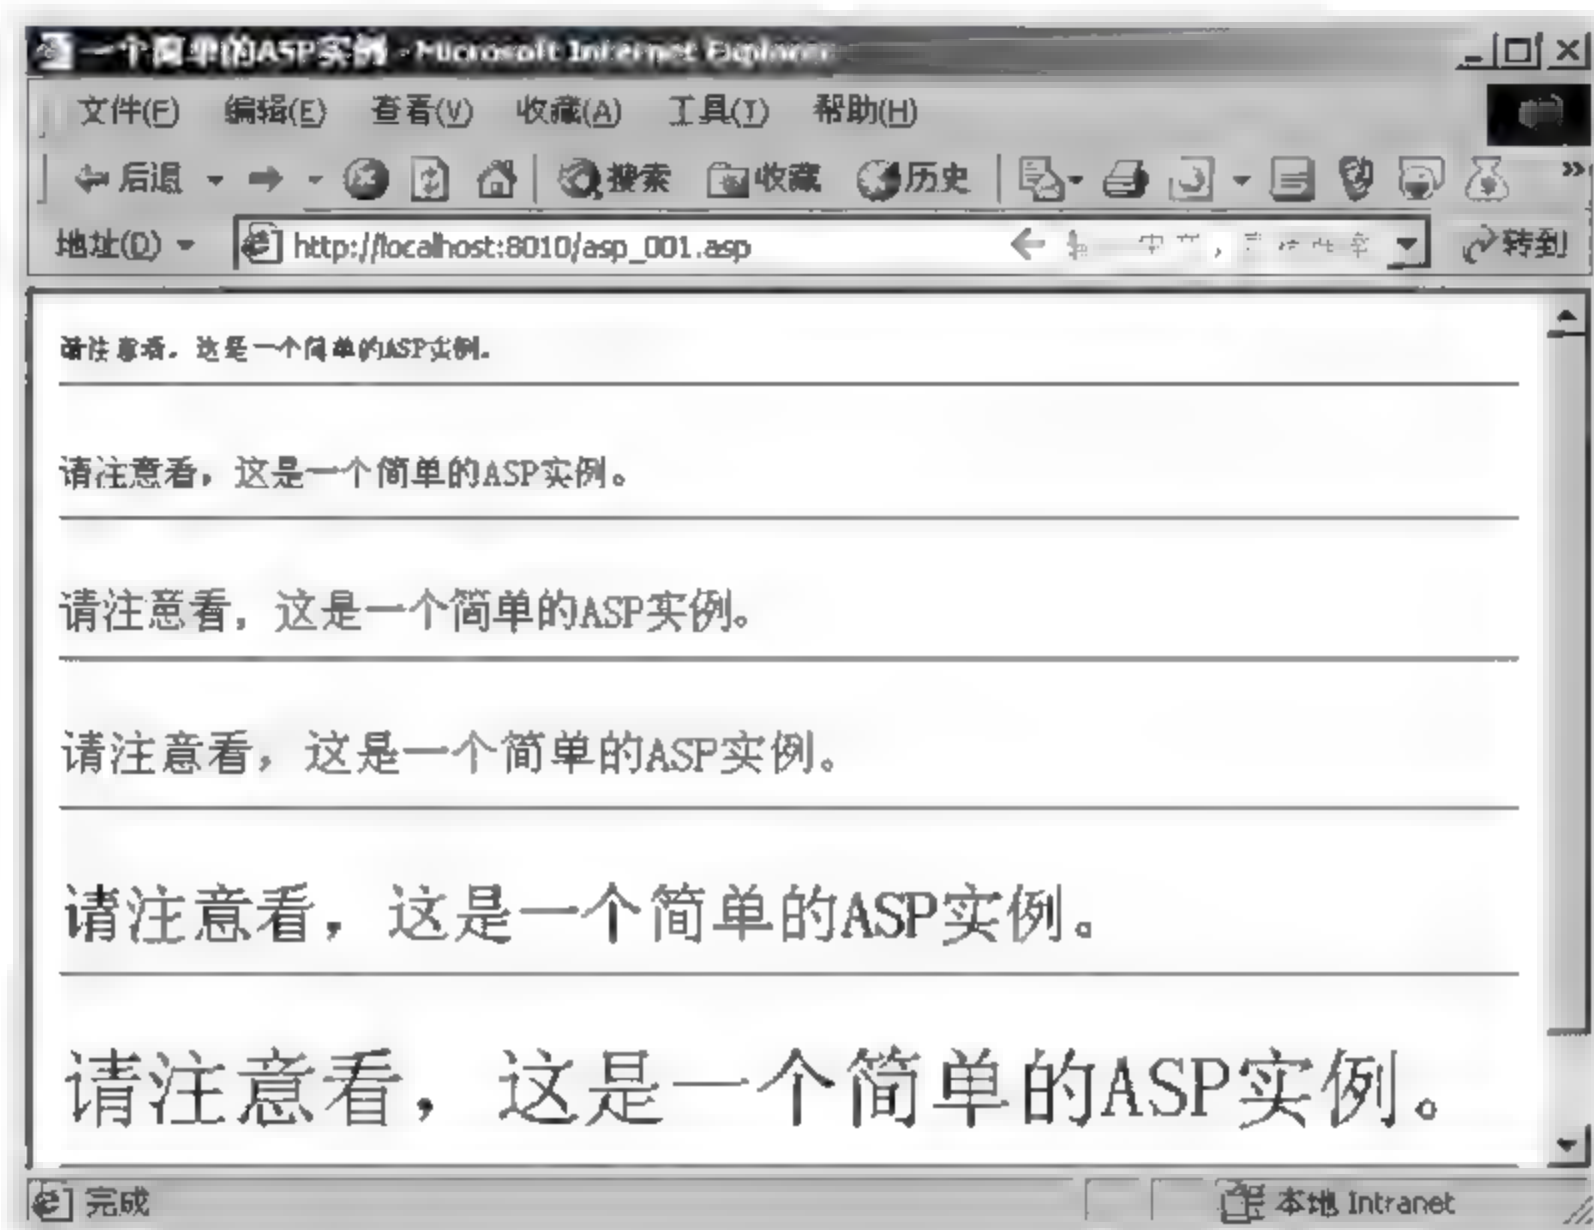 一个简单的ASP实例 - Microsoft Internet Explorer
文件(F) 编辑(E) 查看(V) 收藏(A) 工具(T) 帮助(H)
后退 搜索 收藏 历史
地址(D) http://localhost:8010/asp_001.asp 转到
请注意看，这是一个简单的ASP实例。
请注意看，这是一个简单的ASP实例。
请注意看，这是一个简单的ASP实例。
请注意看，这是一个简单的ASP实例。
请注意看，这是一个简单的ASP实例。
请注意看，这是一个简单的ASP实例。
完成 本地 Intranet